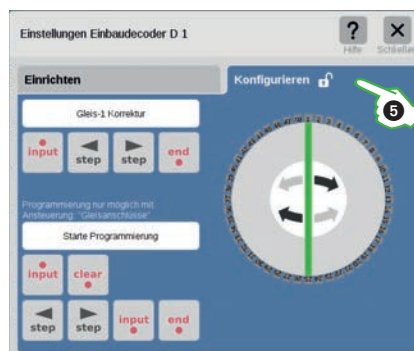 Einstellungen Einbaudecoder D 1
?
Hilfe
Schließen
Einrichten
Konfigurieren
5
Gleis-1 Korrektur
input
step
step
end
Programmierung nur möglich mit
Ansteuerung: "Gleisanschlüsse"
Starte Programmierung
input
clear
step
step
input
end